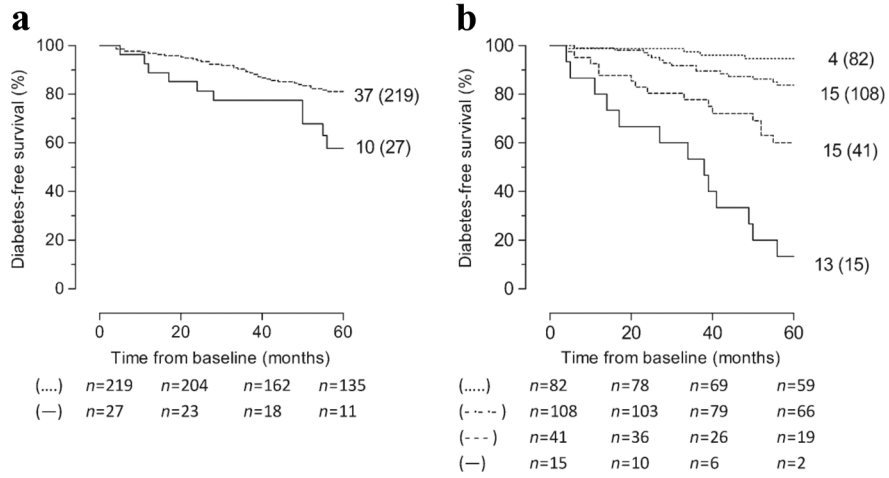 a
Diabetes-free survival (%)
100
80
60
40
20
0
37 (219)
10 (27)
0 20 40 60
Time from baseline (months)
(....) n=219 n=204 n=162 n=135
(—) n=27 n=23 n=18 n=11
b
Diabetes-free survival (%)
100
80
60
40
20
0
4 (82)
15 (108)
15 (41)
13 (15)
0 20 40 60
Time from baseline (months)
(.....) n=82 n=78 n=69 n=59
(-·-·-) n=108 n=103 n=79 n=66
(---) n=41 n=36 n=26 n=19
(—) n=15 n=10 n=6 n=2